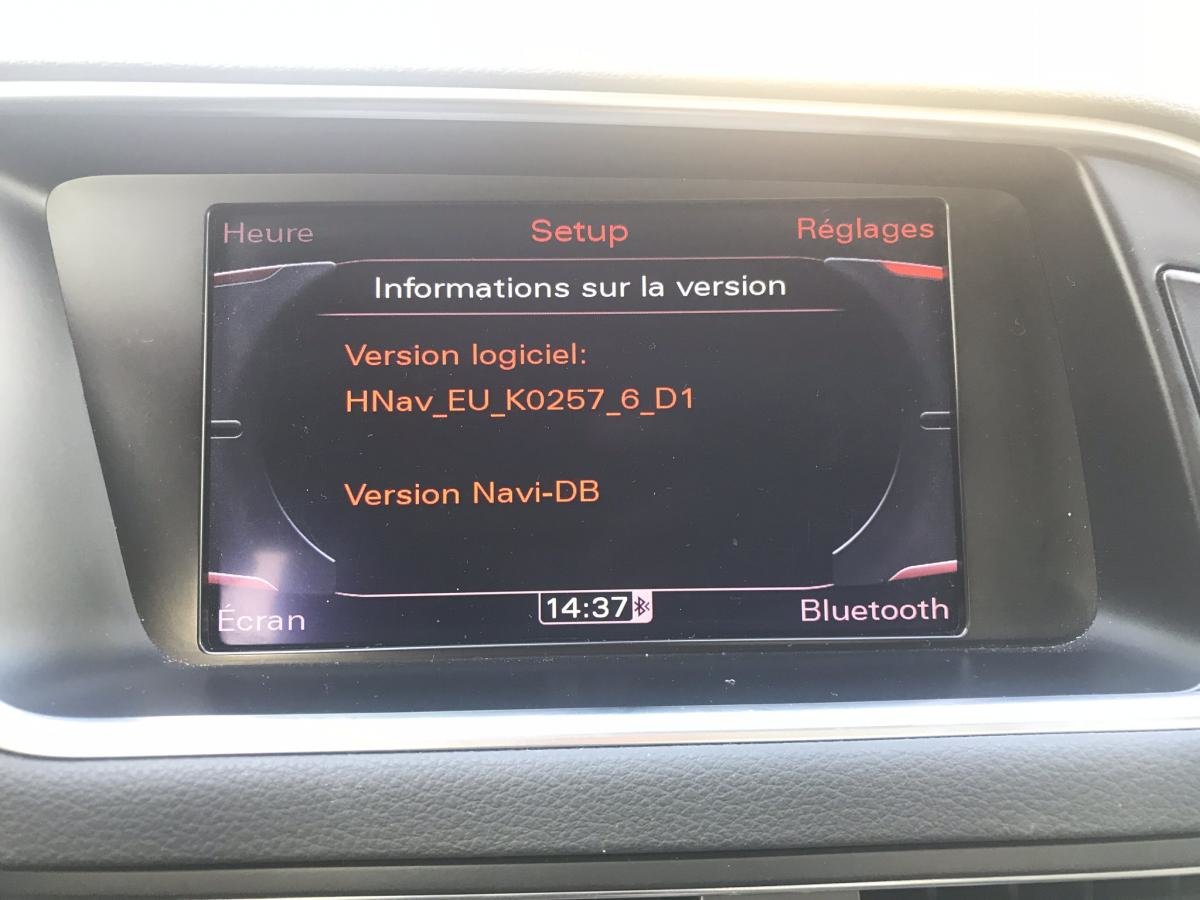 Heure Setup Réglages
Informations sur la version
Version logiciel:
HNav_EU_K0257_6_D1
Version Navi-DB
Écran 14:37 Bluetooth